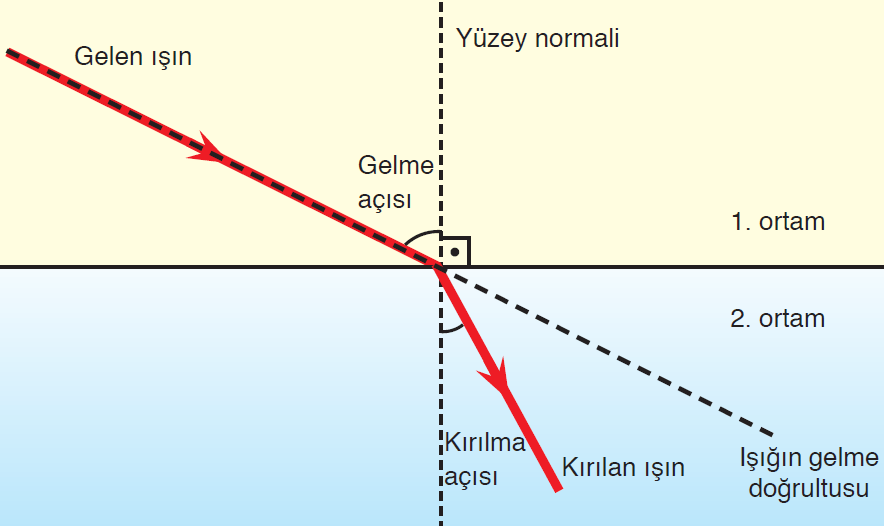 Yüzey normali
Gelen ışın
Gelme
açısı
1. ortam
2. ortam
Kırılma
açısı
Kırılan ışın
Işığın gelme
doğrultusu